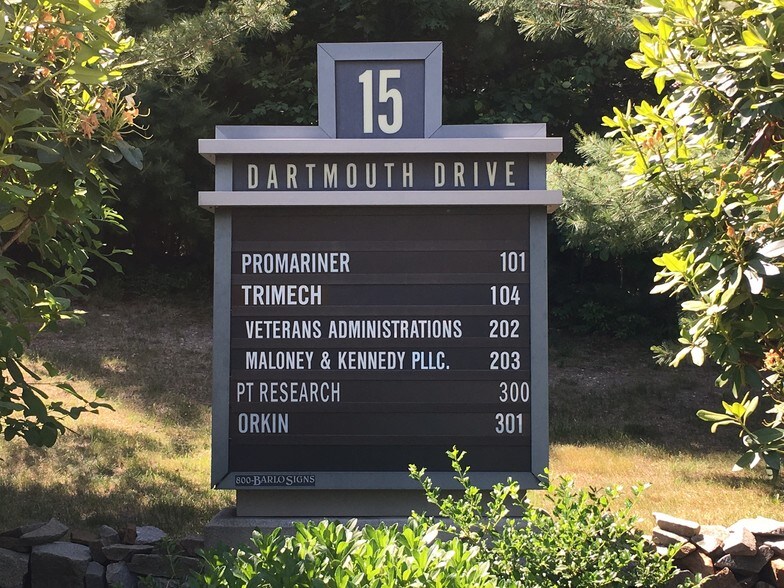 15
DARTMOUTH DRIVE
PROMARINER 101
TRIMECH 104
VETERANS ADMINISTRATIONS 202
MALONEY & KENNEDY PLLC. 203
PT RESEARCH 300
ORKIN 301
800-BARLO SIGNS